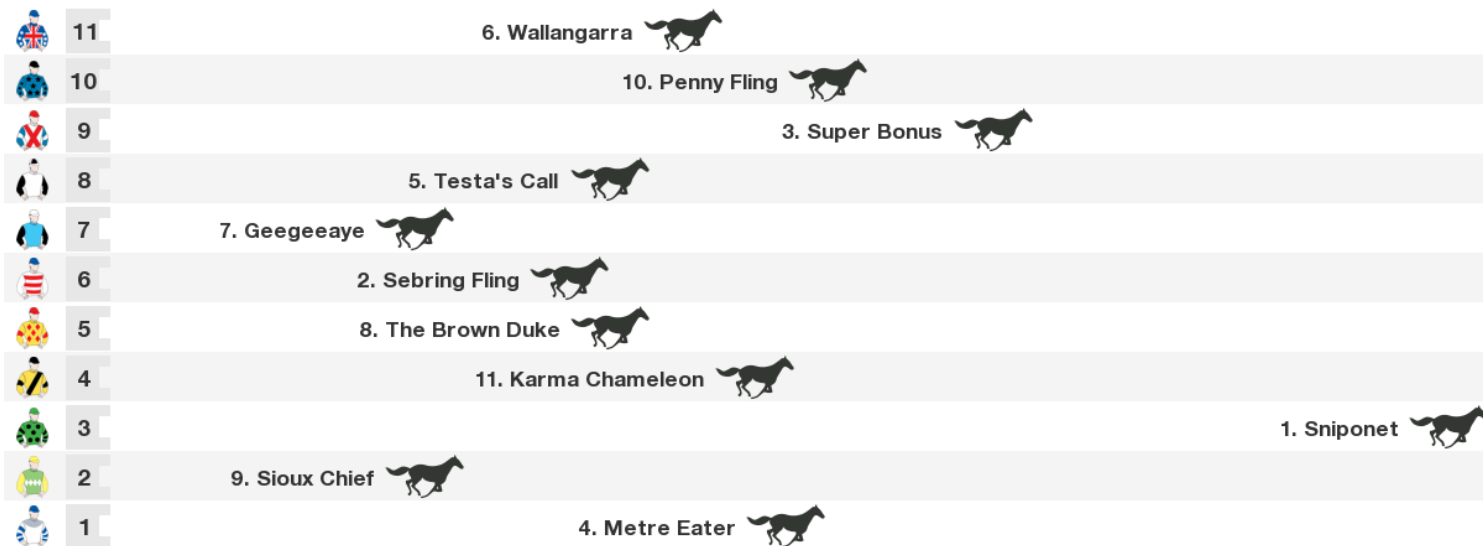 11 6. Wallangarra
10 10. Penny Fling
9 3. Super Bonus
8 5. Testa's Call
7 7. Geegeeaye
6 2. Sebring Fling
5 8. The Brown Duke
4 11. Karma Chameleon
3 1. Sniponet
2 9. Sioux Chief
1 4. Metre Eater